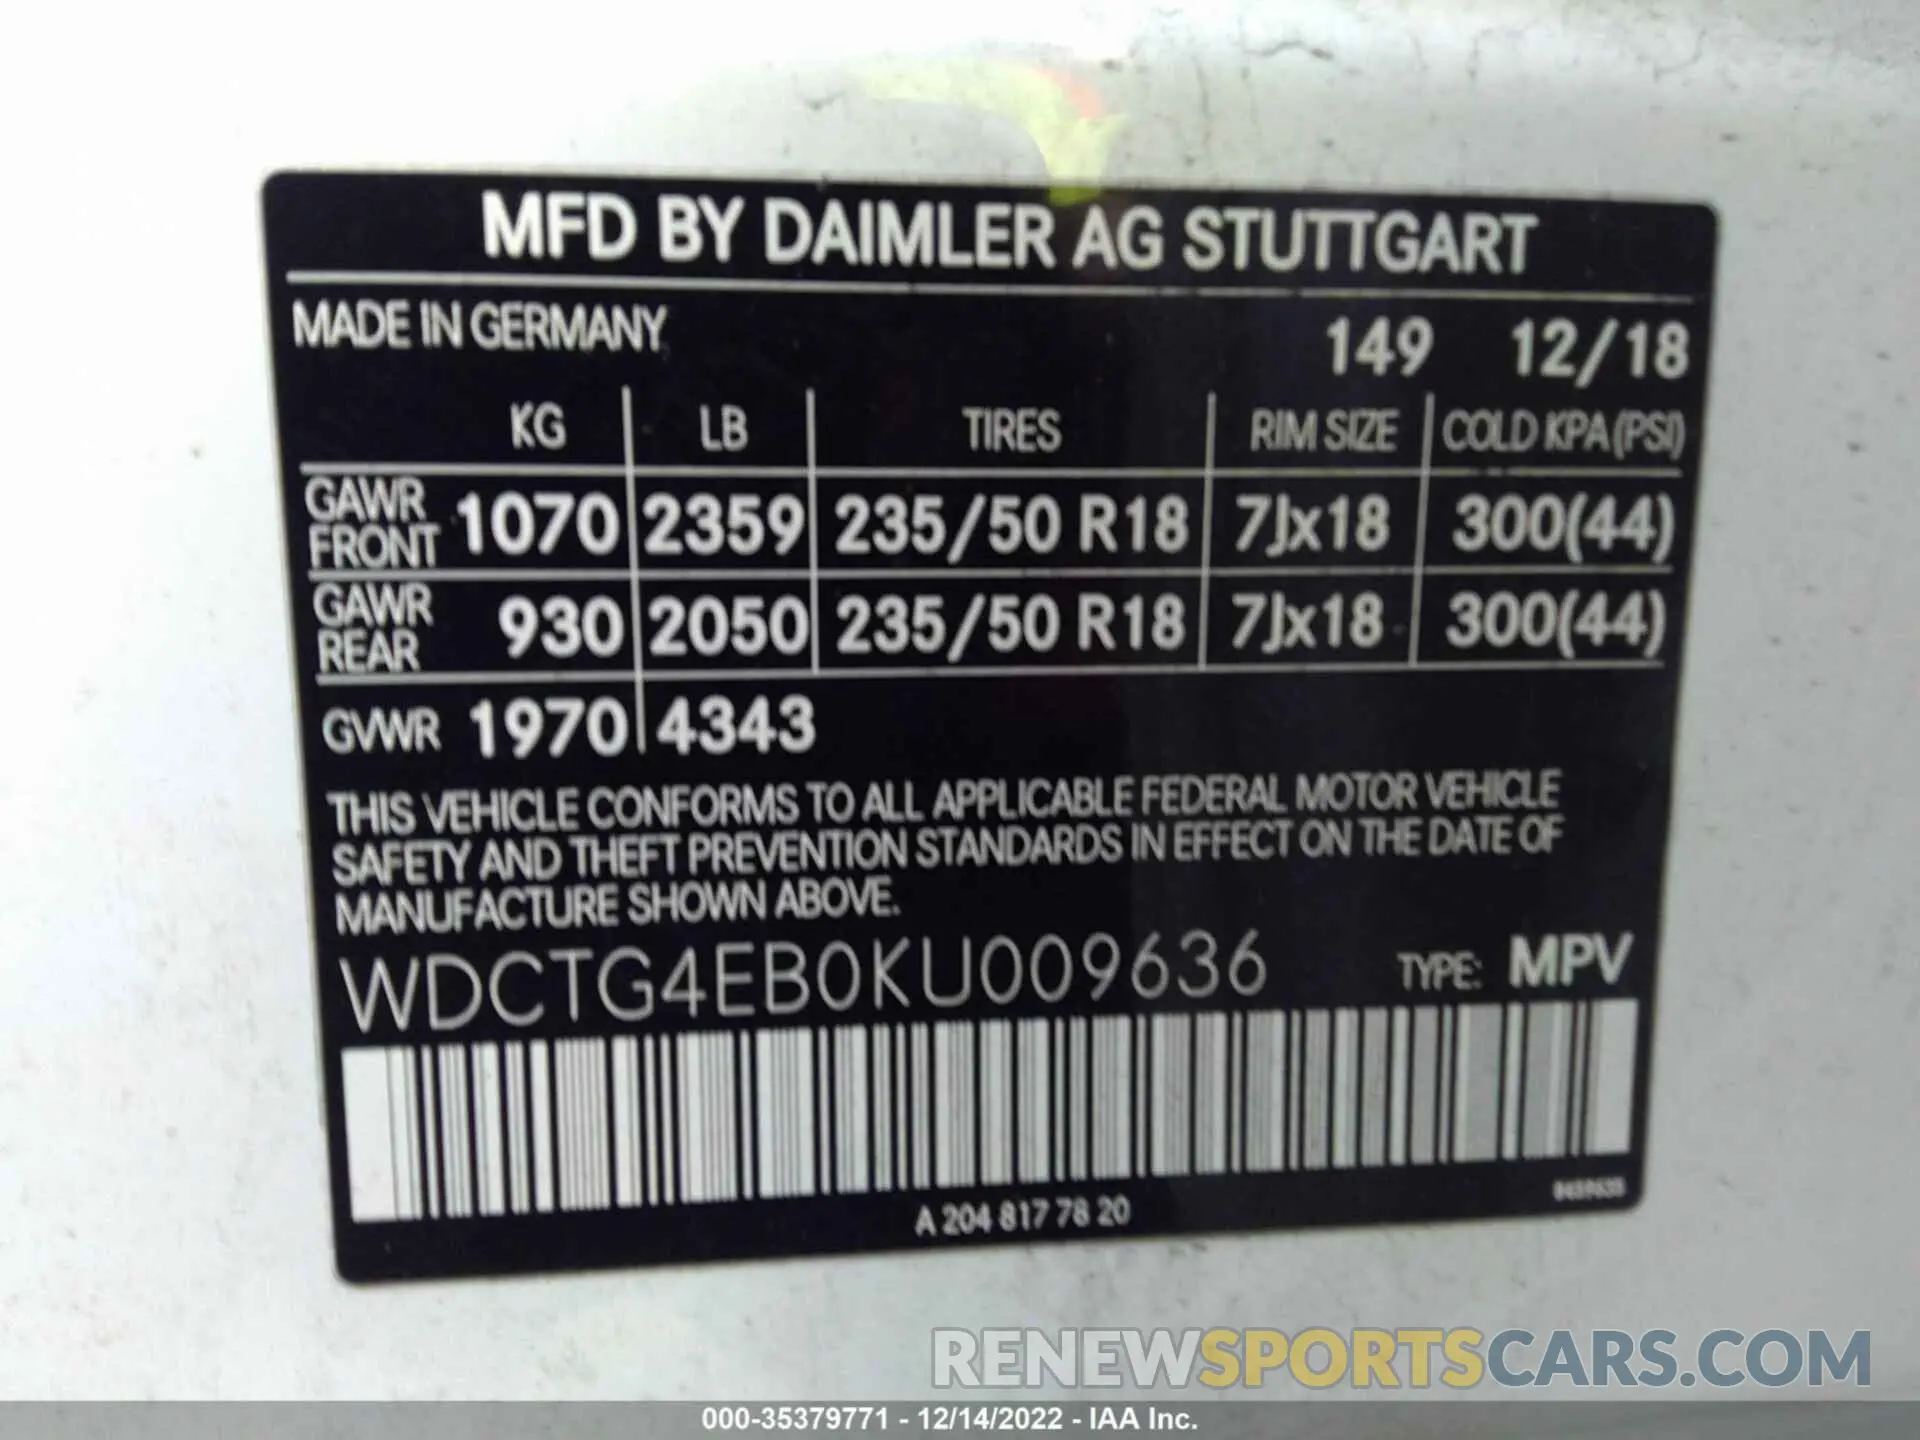 MFD BY DAIMLER AG STUTTGART
MADE IN GERMANY 149 12/18
KG LB TIRES RIM SIZE COLD KPA (PSI)
GAWR FRONT 1070 2359 235/50 R18 7Jx18 300(44)
GAWR REAR 930 2050 235/50 R18 7Jx18 300(44)
GVWR 1970 4343
THIS VEHICLE CONFORMS TO ALL APPLICABLE FEDERAL MOTOR VEHICLE
SAFETY AND THEFT PREVENTION STANDARDS IN EFFECT ON THE DATE OF
MANUFACTURE SHOWN ABOVE.
WDCTG4EB0KU009636 TYPE: MPV
A 204 817 78 20
RENEWSPORTSCARS.COM
000-35379771 - 12/14/2022 - IAA Inc.